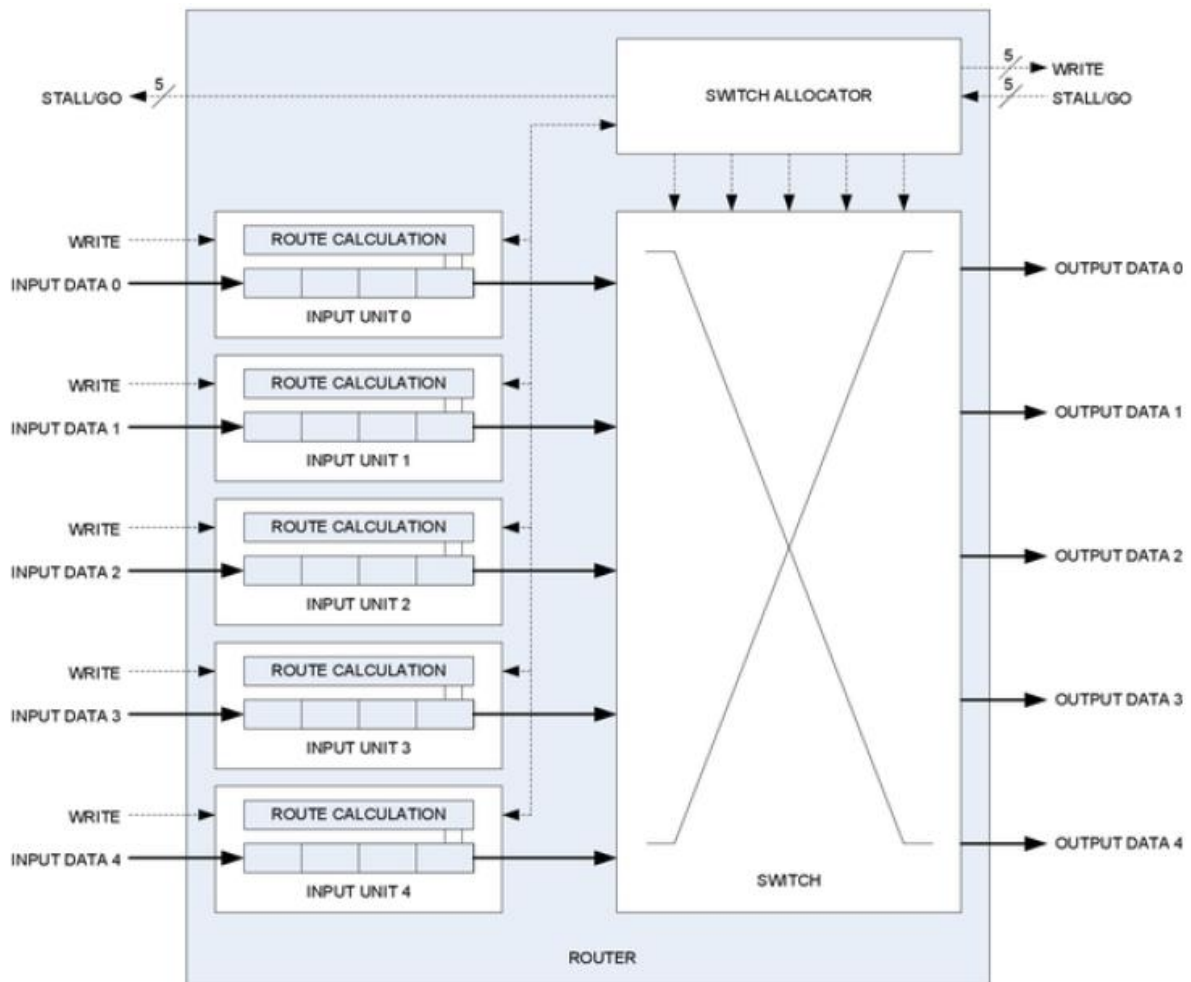 5
WRITE
STALL/GO
5
SWITCH ALLOCATOR
5
STALL/GO
WRITE
ROUTE CALCULATION
INPUT DATA 0
INPUT UNIT 0
OUTPUT DATA 0
WRITE
ROUTE CALCULATION
INPUT DATA 1
INPUT UNIT 1
OUTPUT DATA 1
WRITE
ROUTE CALCULATION
INPUT DATA 2
INPUT UNIT 2
OUTPUT DATA 2
WRITE
ROUTE CALCULATION
INPUT DATA 3
INPUT UNIT 3
OUTPUT DATA 3
WRITE
ROUTE CALCULATION
INPUT DATA 4
INPUT UNIT 4
OUTPUT DATA 4
SWITCH
ROUTER